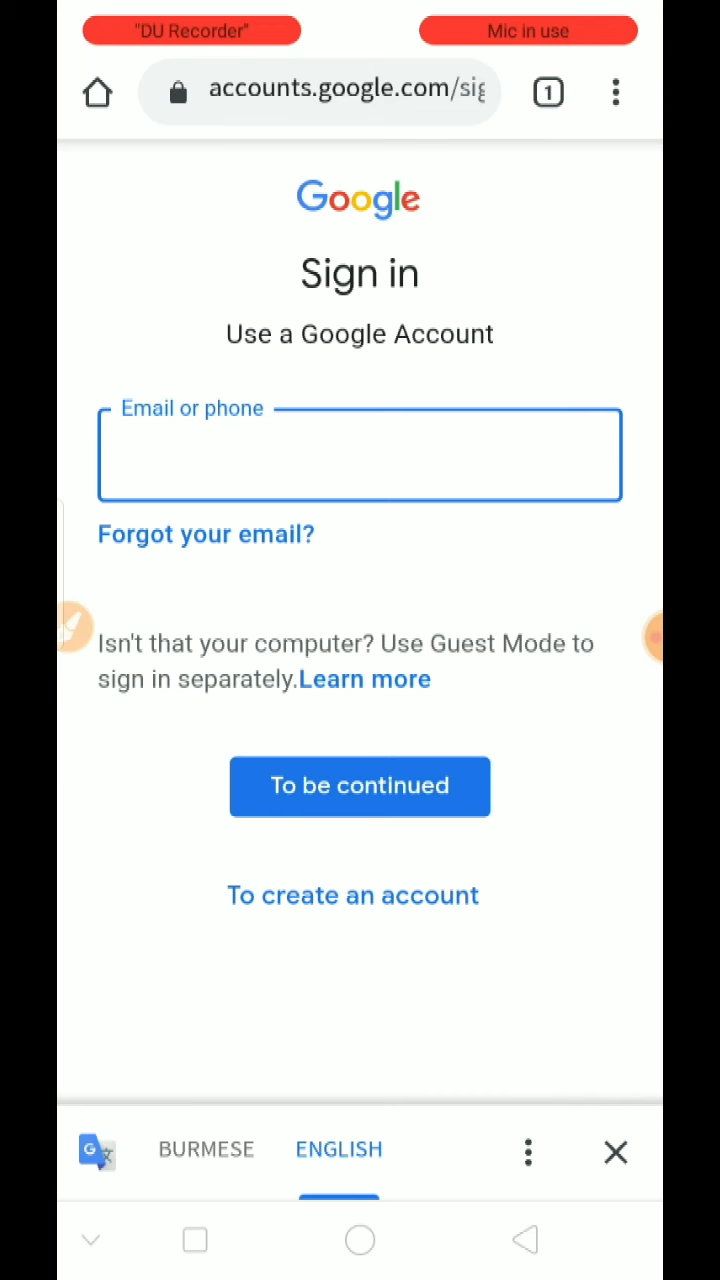 "DU Recorder" Mic in use
accounts.google.com/sig
1
Google
Sign in
Use a Google Account
Email or phone
Forgot your email?
Isn't that your computer? Use Guest Mode to
sign in separately.Learn more
To be continued
To create an account
G 文 BURMESE ENGLISH